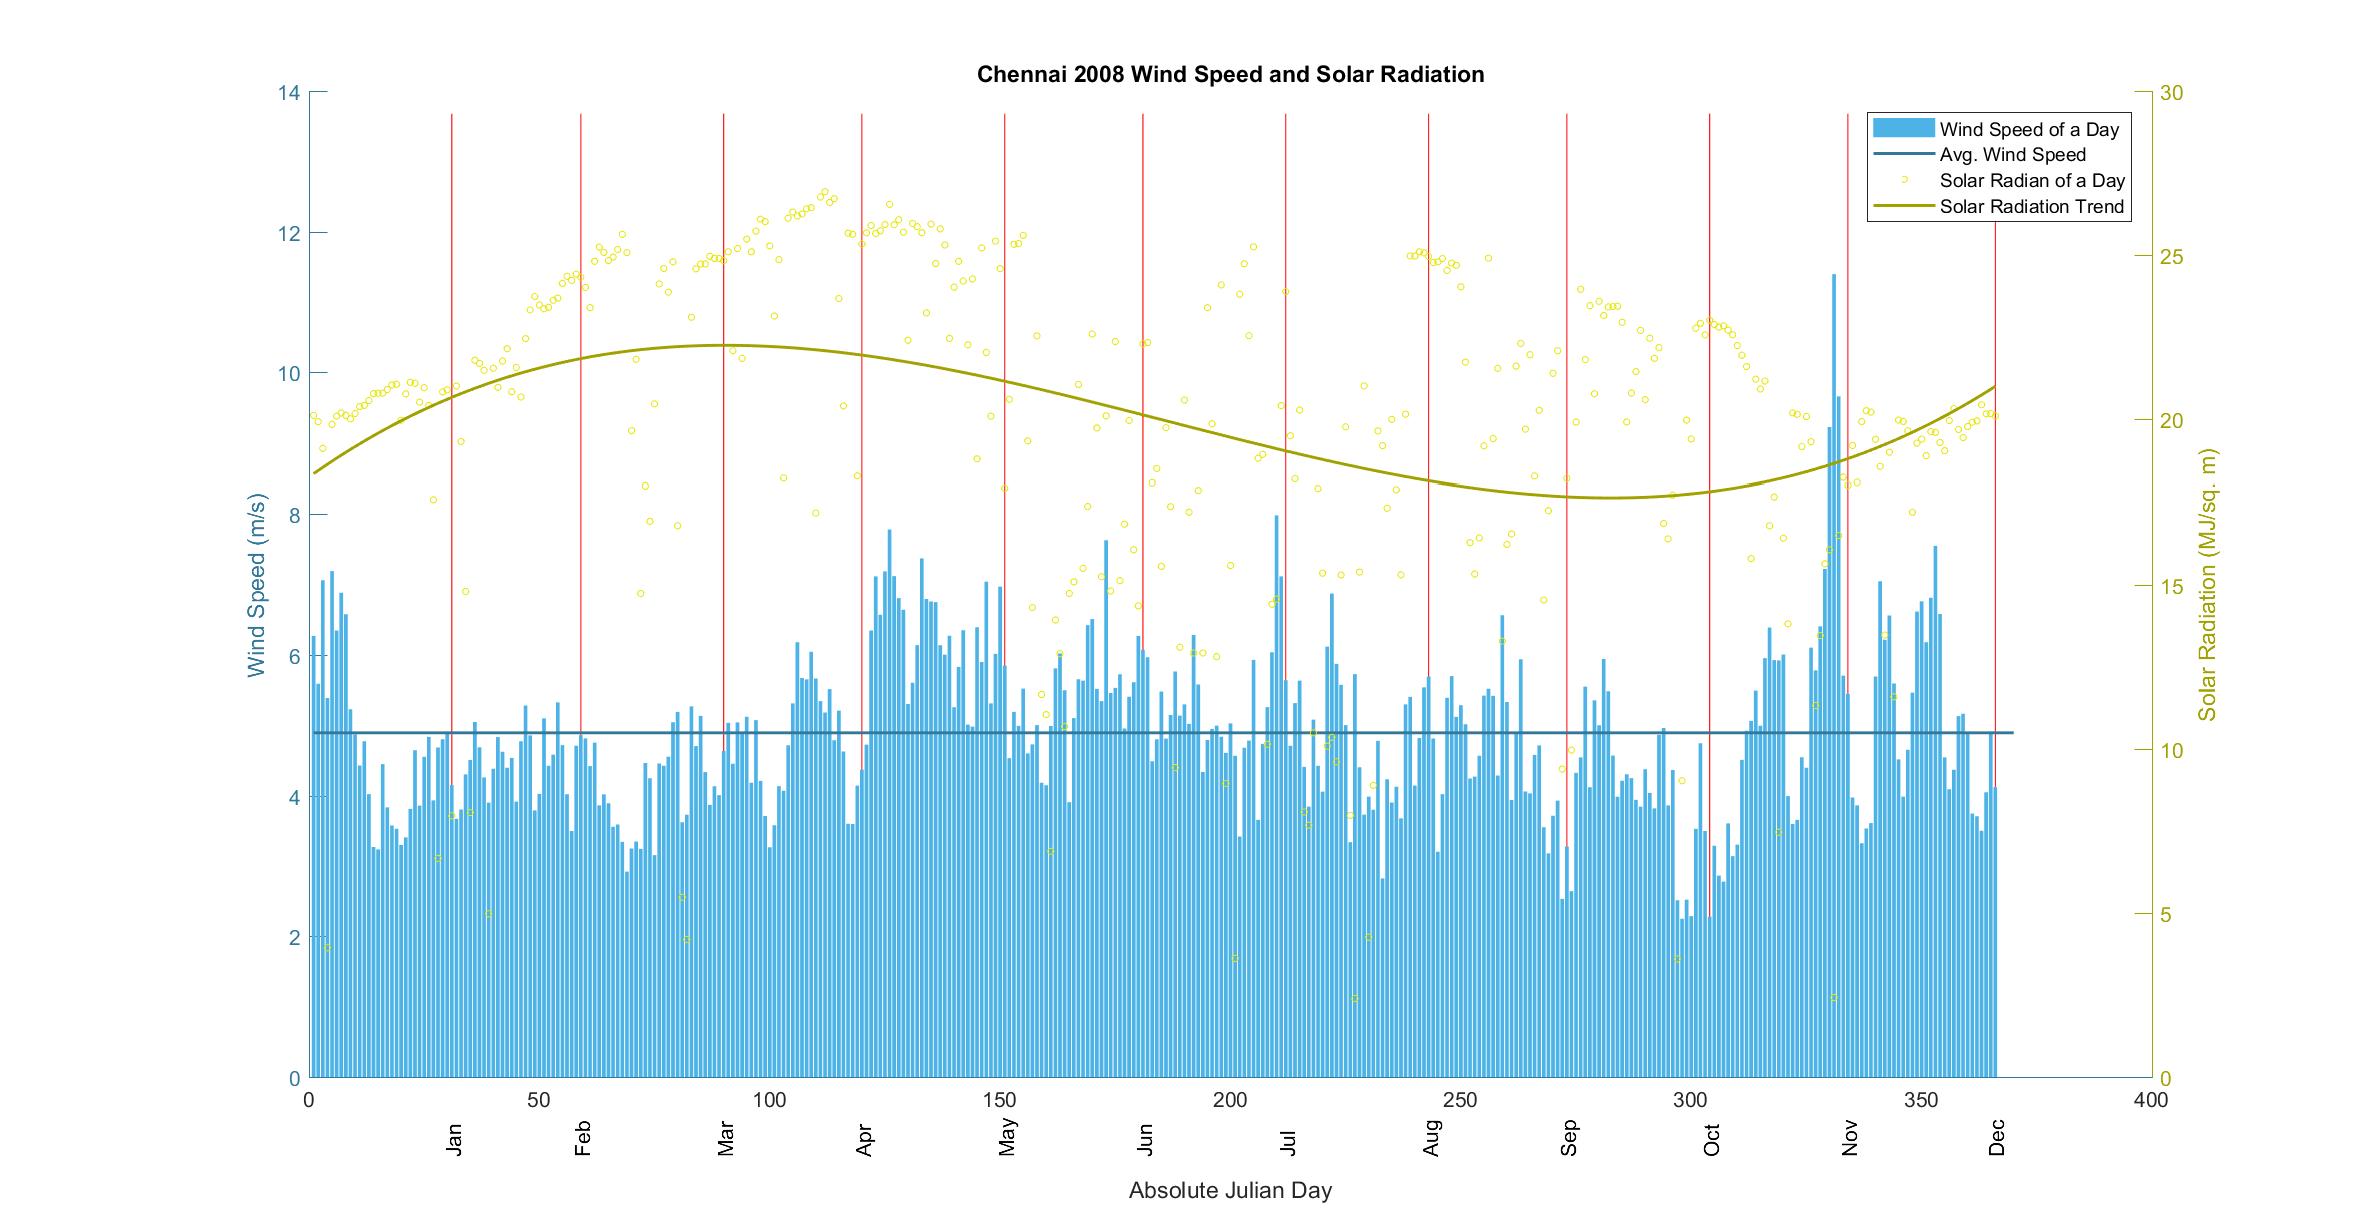 Chennai 2008 Wind Speed and Solar Radiation
14
12
10
8
6
4
2
0
Wind Speed (m/s)
30
25
20
15
10
5
0
Solar Radiation (MJ/sq. m)
Wind Speed of a Day
Avg. Wind Speed
Solar Radian of a Day
Solar Radiation Trend
0 50 100 150 200 250 300 350 400
Jan Feb Mar Apr May Jun Jul Aug Sep Oct Nov Dec
Absolute Julian Day